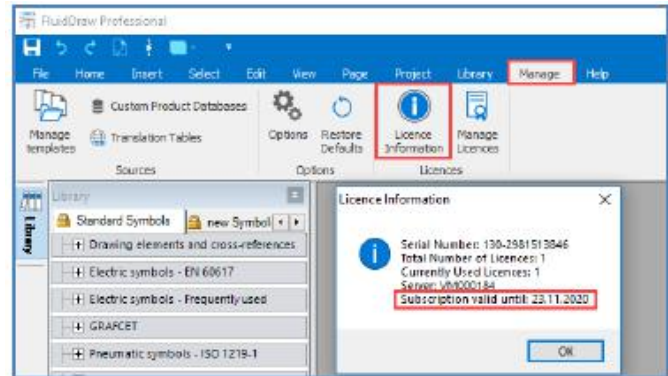 FluidDraw Professional
File Home Insert Select Edit View Page Project Library Manage Help
Manage templates
Custom Product Databases
Translation Tables
Options
Restore Defaults
Licence Information
Manage Licences
Sources Options Licences
Library
Library
Standard Symbols new Symbol
Drawing elements and cross-references
Electric symbols - EN 60617
Electric symbols - Frequently used
GRAFCET
Pneumatic symbols - ISO 1219-1
Licence Information
Serial Number: 130-2981513846
Total Number of Licences: 1
Currently Used Licences: 1
Server: VM000184
Subscription valid until: 23.11.2020
OK